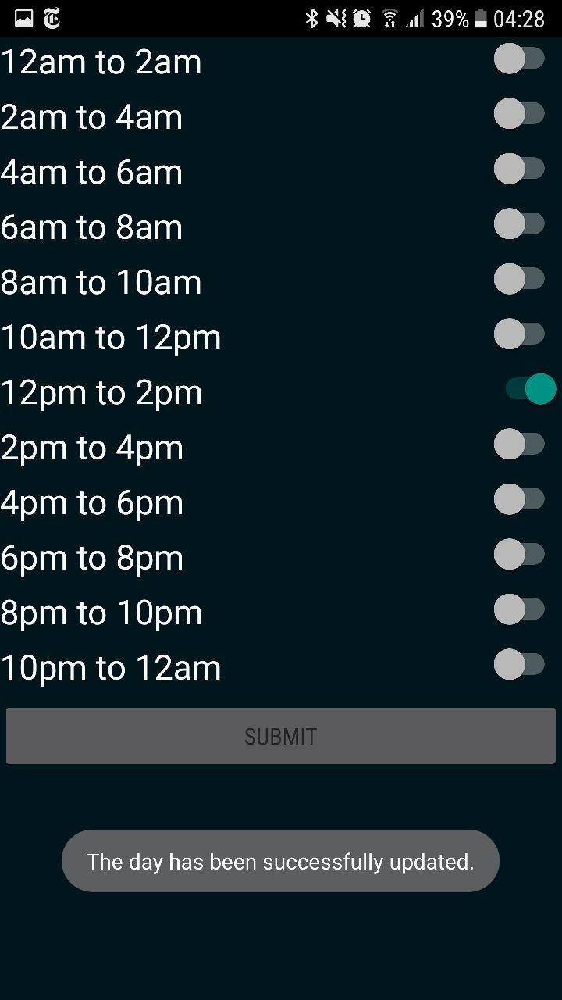 39% 04:28
12am to 2am
2am to 4am
4am to 6am
6am to 8am
8am to 10am
10am to 12pm
12pm to 2pm
2pm to 4pm
4pm to 6pm
6pm to 8pm
8pm to 10pm
10pm to 12am
SUBMIT
The day has been successfully updated.